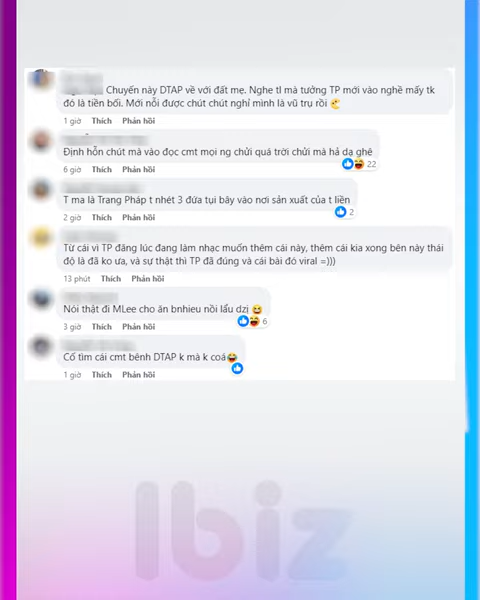 Chuyến này DTAP về với đất mẹ. Nghe tl mà tưởng TP mới vào nghề mấy tk
đó là tiền bối. Mới nổi được chút chút nghĩ mình là vũ trụ rồi
1 giờ Thích Phản hồi
Định hỗn chút mà vào đọc cmt mọi ng chửi quá trời chửi mà hả dạ ghê
22
6 giờ Thích Phản hồi
T ma là Trang Pháp t nhét 3 đứa tụi bây vào nơi sản xuất của t liền
2
2 giờ Thích Phản hồi
Từ cái vì TP đăng lúc đang làm nhạc muốn thêm cái này, thêm cái kia xong bên này thái
độ là đã ko ưa, và sự thật thì TP đã đúng và cái bài đó viral =)))
13 phút Thích Phản hồi
Nói thật đi MLee cho ăn bnhieu nồi lẩu dzị
6
3 giờ Thích Phản hồi
Cố tìm cái cmt bênh DTAP k mà k coá
1 giờ Thích Phản hồi
Ibiz